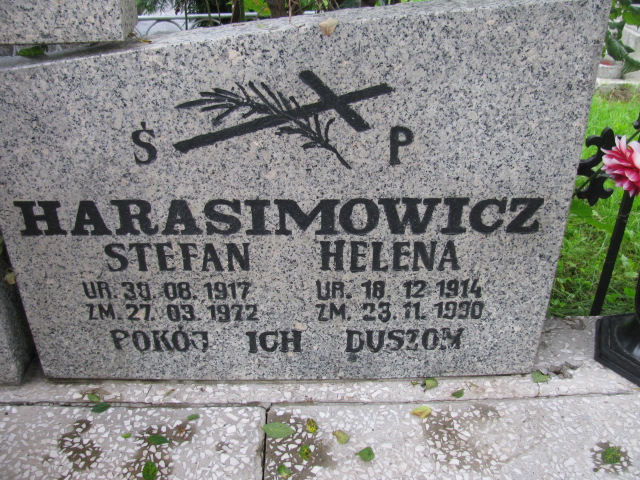 Ś P
HARASIMOWICZ
STEFAN HELENA
UR. 30. 08. 1917 UR. 18. 12 1914
ZM. 27. 03. 1972 ZM. 23. 11. 1990
POKÓJ ICH DUSZOM